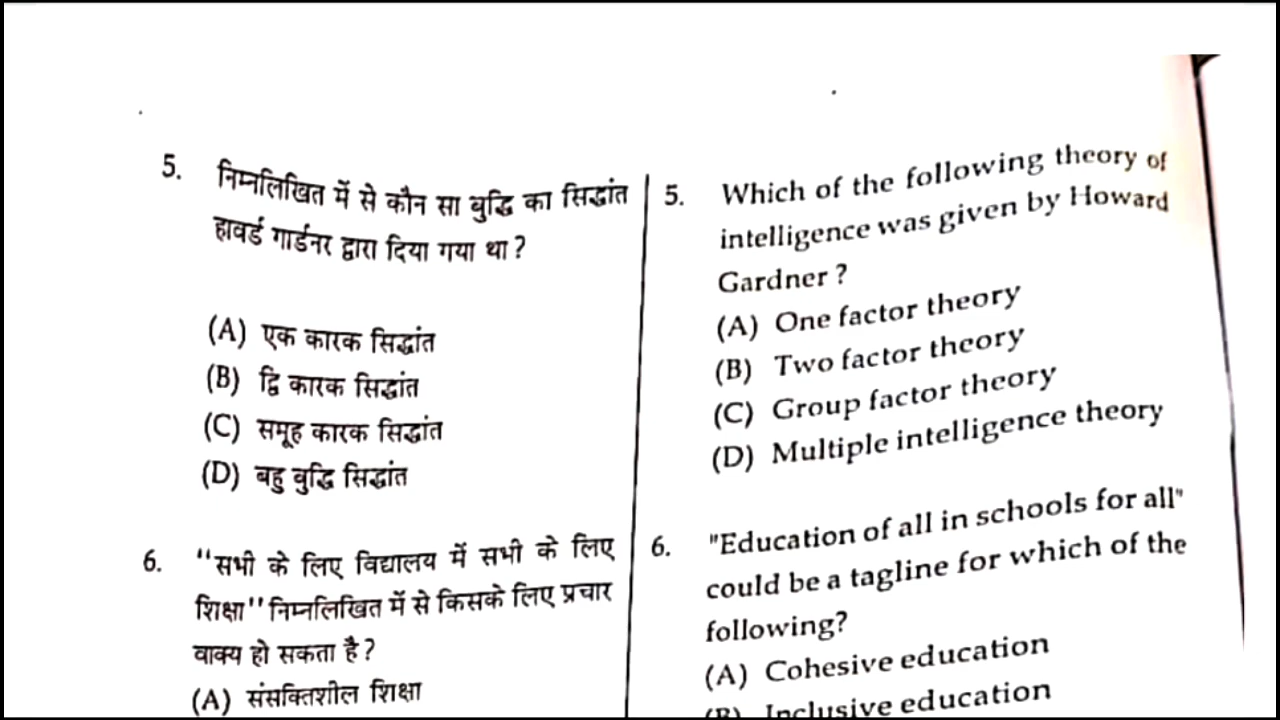 5. निम्नलिखित में से कौन सा बुद्धि का सिद्धांत
हावर्ड गार्डनर द्वारा दिया गया था ?
(A) एक कारक सिद्धांत
(B) द्वि कारक सिद्धांत
(C) समूह कारक सिद्धांत
(D) बहु बुद्धि सिद्धांत
6. "सभी के लिए विद्यालय में सभी के लिए
शिक्षा" निम्नलिखित में से किसके लिए प्रचार
वाक्य हो सकता है ?
(A) संसक्तिशील शिक्षा
5. Which of the following theory of
intelligence was given by Howard
Gardner ?
(A) One factor theory
(B) Two factor theory
(C) Group factor theory
(D) Multiple intelligence theory
6. "Education of all in schools for all"
could be a tagline for which of the
following?
(A) Cohesive education
(B) Inclusive education